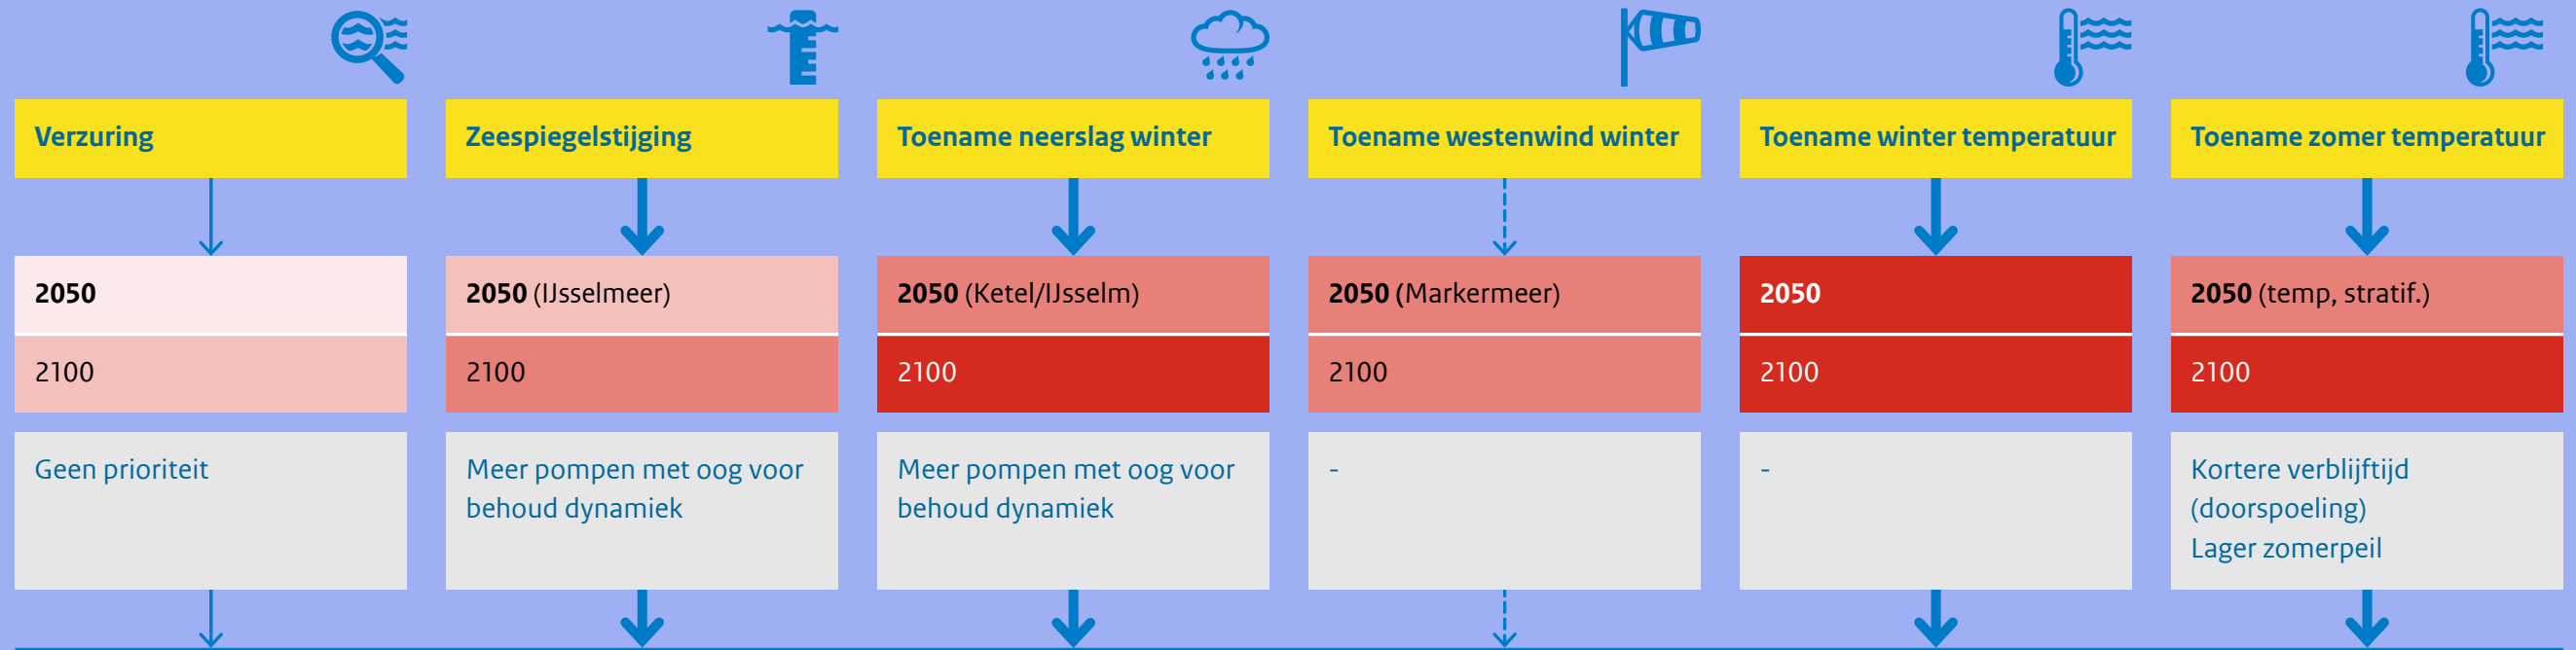 Verzuring
Zeespiegelstijging
Toename neerslag winter
Toename westenwind winter
Toename winter temperatuur
Toename zomer temperatuur
2050
2050 (IJsselmeer)
2050 (Ketel/IJsselm)
2050 (Markermeer)
2050
2050 (temp, stratif.)
2100
2100
2100
2100
2100
2100
Geen prioriteit
Meer pompen met oog voor
behoud dynamiek
Meer pompen met oog voor
behoud dynamiek
-
-
Kortere verblijftijd
(doorspoeling)
Lager zomerpeil